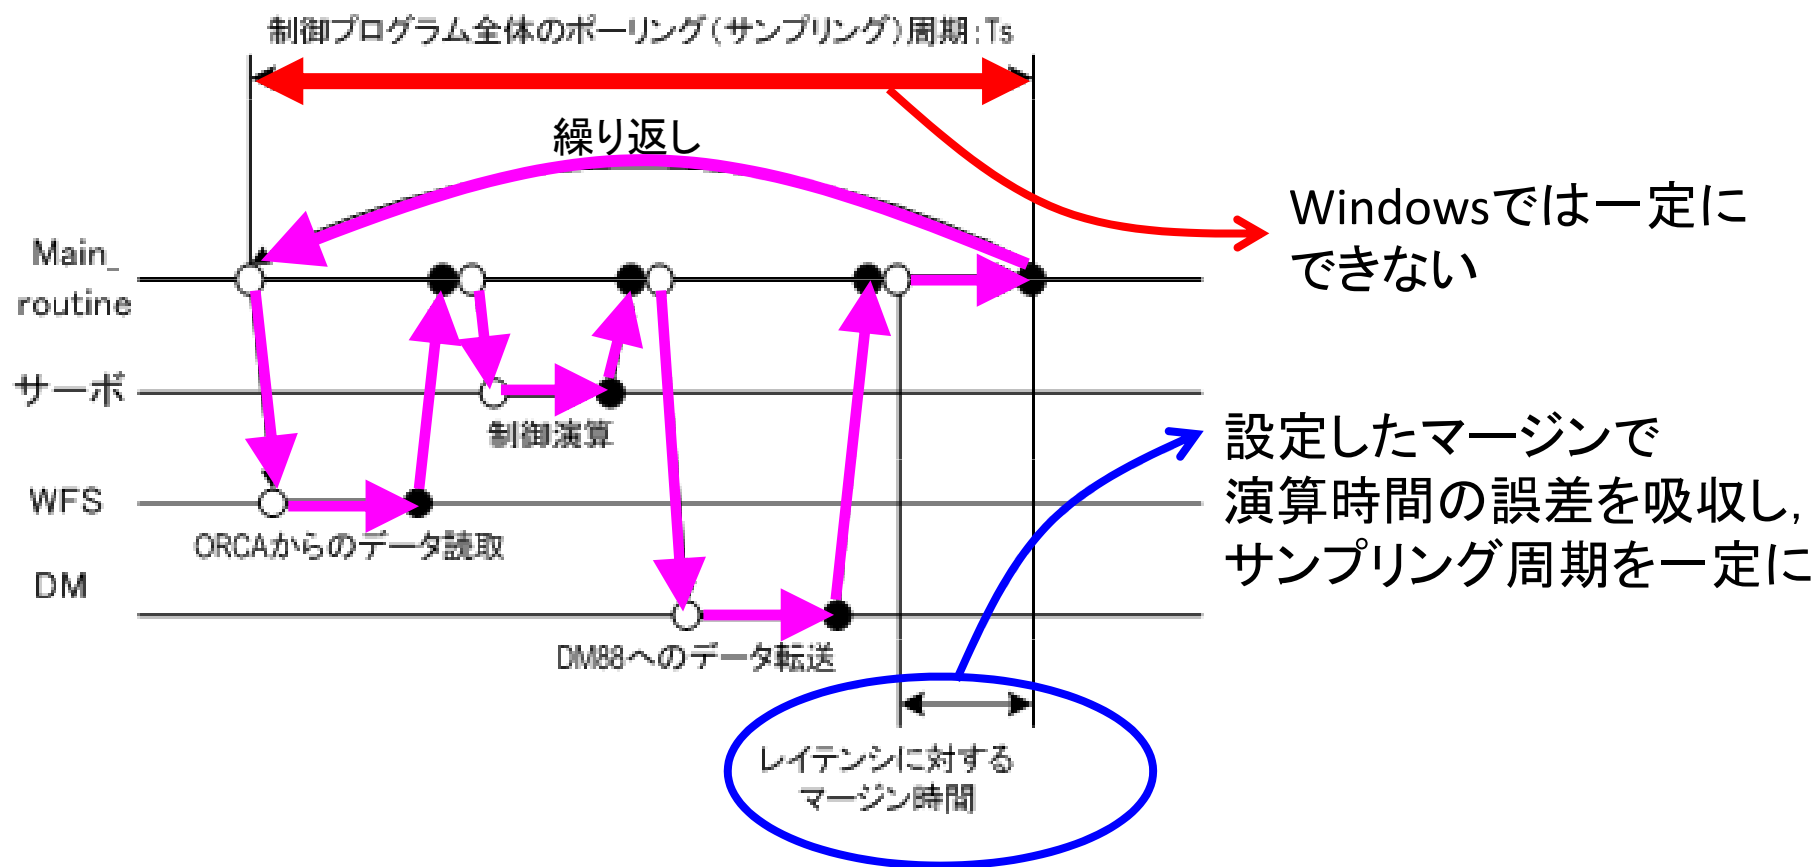 制御プログラム全体のポーリング(サンプリング)周期:Ts
繰り返し
Windowsでは一定に
できない
Main_
routine
サーボ
制御演算
WFS
ORCAからのデータ読取
DM
DM88へのデータ転送
設定したマージンで
演算時間の誤差を吸収し,
サンプリング周期を一定に
レイテンシに対する
マージン時間